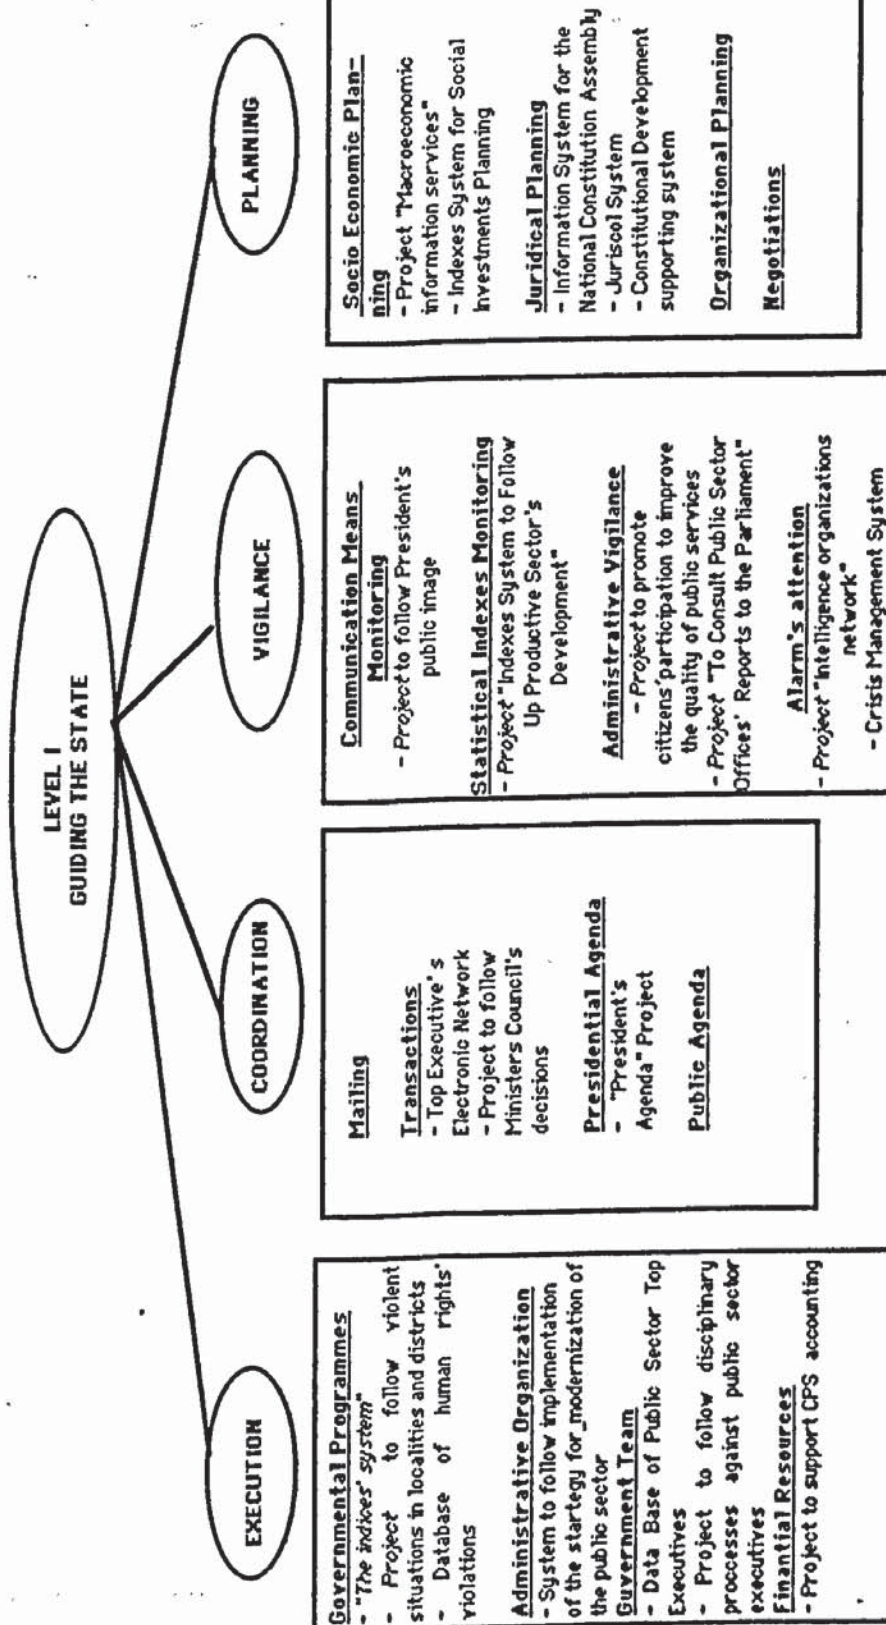 LEVEL I
GUIDING THE STATE
EXECUTION
COORDINATION
VIGILANCE
PLANNING
Governmental Programmes
- "The indices' system"
- Project to follow violent
situations in localities and districts
- Database of human rights'
violations
Administrative Organization
- System to follow implementation
of the startegy for modernization of
the public sector
Guvernment Team
- Data Base of Public Sector Top
Executives
- Project to follow disciplinary
proccesses against public sector
executives
Finantial Resources
- Project to support CPS accounting
Mailing
Transactions
- Top Executive's
Electronic Network
- Project to follow
Ministers Council's
decisions
Presidential Agenda
- "President's
Agenda" Project
Public Agenda
Communication Means
Monitoring
- Project to follow President's
public image
Statistical Indexes Monitoring
- Project "Indexes System to Follow
Up Productive Sector's
Development"
Administrative Vigilance
- Project to promote
citizens'participation to improve
the quality of public services
- Project "To Consult Public Sector
Offices' Reports to the Parliament"
Alarm's attention
- Project "Intelligence organizations
network"
- Crisis Management System
Socio Economic Plan-
ning
- Project "Macroeconomic
information services"
- Indexes System for Social
Investments Planning
Juridical Planning
- Information System for the
National Constitution Assembly
- Juriscol System
- Constitutional Development
supporting system
Organizational Planning
Negotiations